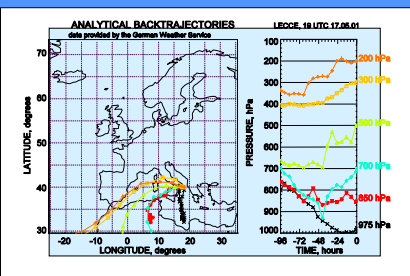 ANALYTICAL BACKTRAJECTORIES
data provided by the German Weather Service
LATITUDE, degrees
70
60
50
40
30
-20 -10 0 10 20 30
LONGITUDE, degrees
LECCE, 19 UTC 17.05.01
PRESSURE, hPa
100
200
300
400
500
600
700
800
900
1000
-96 -72 -48 -24 0
TIME, hours
200 hPa
300 hPa
500 hPa
700 hPa
850 hPa
975 hPa